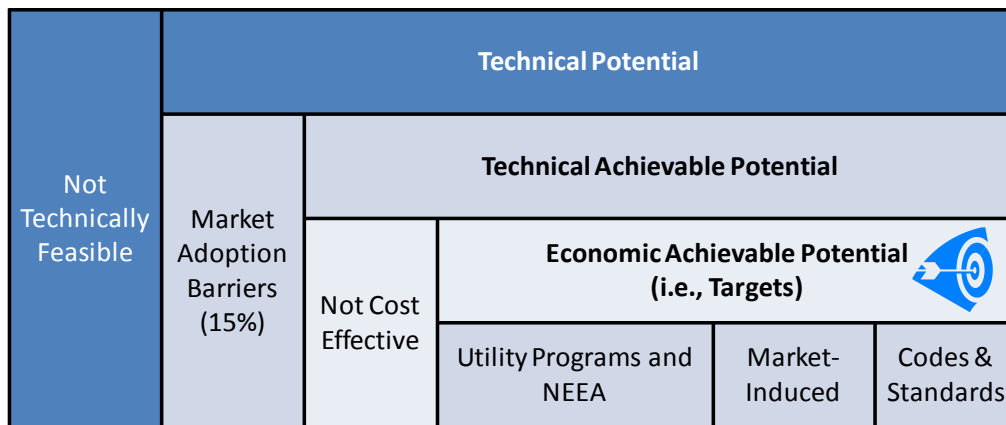 Technical Potential
Not
Technically
Feasible
Market
Adoption
Barriers
(15%)
Technical Achievable Potential
Not Cost
Effective
Economic Achievable Potential
(i.e., Targets)
Utility Programs and
NEEA
Market-
Induced
Codes &
Standards